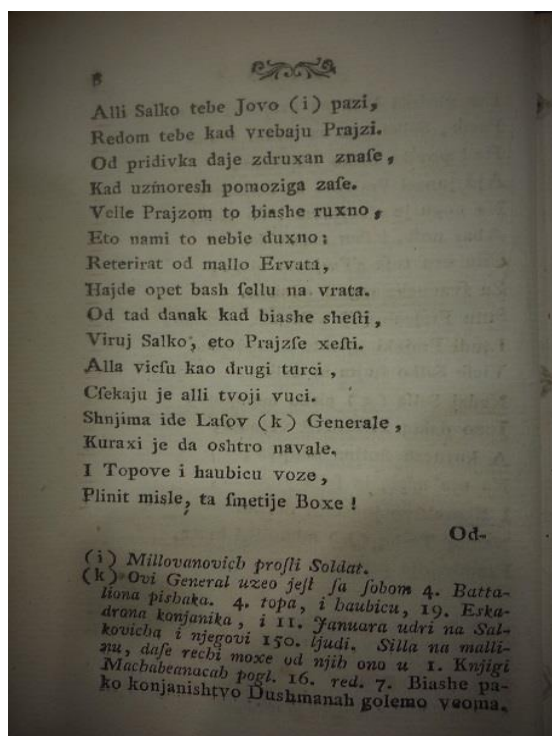 8
Alli Salko tebe Jovo (i) pazi,
Redom tebe kad vrebaju Prajzi.
Od pridivka daje zdruxan znaſe,
Kad uzmoresh pomoziga zaſe.
Velle Prajzom to biashe ruxno,
Eto nami to nebie duxno;
Reterirat od mallo Ervata,
Hajde opet bash ſellu na vrata.
Od tad danak kad biashe sheſti,
Viruj Salko, eto Prajzſe xeſti.
Alla vicſu kao drugi turci,
Cſekaju je alli tvoji vuci.
Shnjima ide Laſov (k) Generale,
Kuraxi je da oshtro navale.
I Topove i haubicu voze,
Plinit misle, ta ſmetije Boxe!
Od-
(i) Millovanovich proſli Soldat.
(k) Ovi General uzeo jeſt ſa ſobom 4. Batta-
liona pishaka. 4. topa, i haubicu, 19. Eska-
drona konjanika, i 11. Januara udri na Sal-
kovicha i njegovi 150. ljudi. Silla na malli-
nu, daſe rechi moxe od njih ono u 1. Knjigi
Machabeanacah pogl. 16. red. 7. Biashe pa-
ko konjanishtvo Dushmanah golemo veoma.